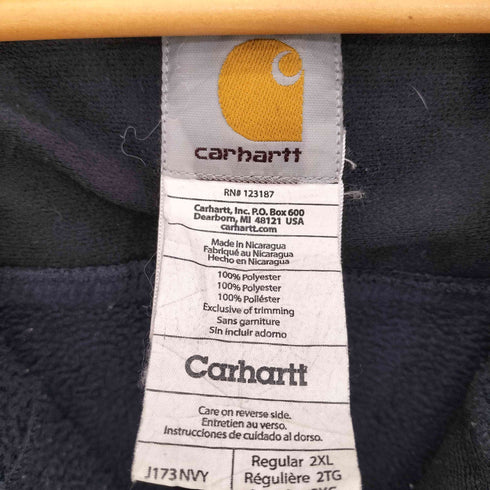 carhartt
RN# 123187
Carhartt, Inc. P.O. Box 600
Dearborn, MI 48121 USA
carhartt.com
Made in Nicaragua
Fabriqué au Nicaragua
Hecho en Nicaragua
100% Polyester
100% Polyester
100% Poliéster
Exclusive of trimming
Sans garniture
Sin incluir adorno
Carhartt
Care on reverse side.
Entretien au verso.
Instrucciones de cuidado al dorso.
J173NVY
Regular 2XL
Régulière 2TG